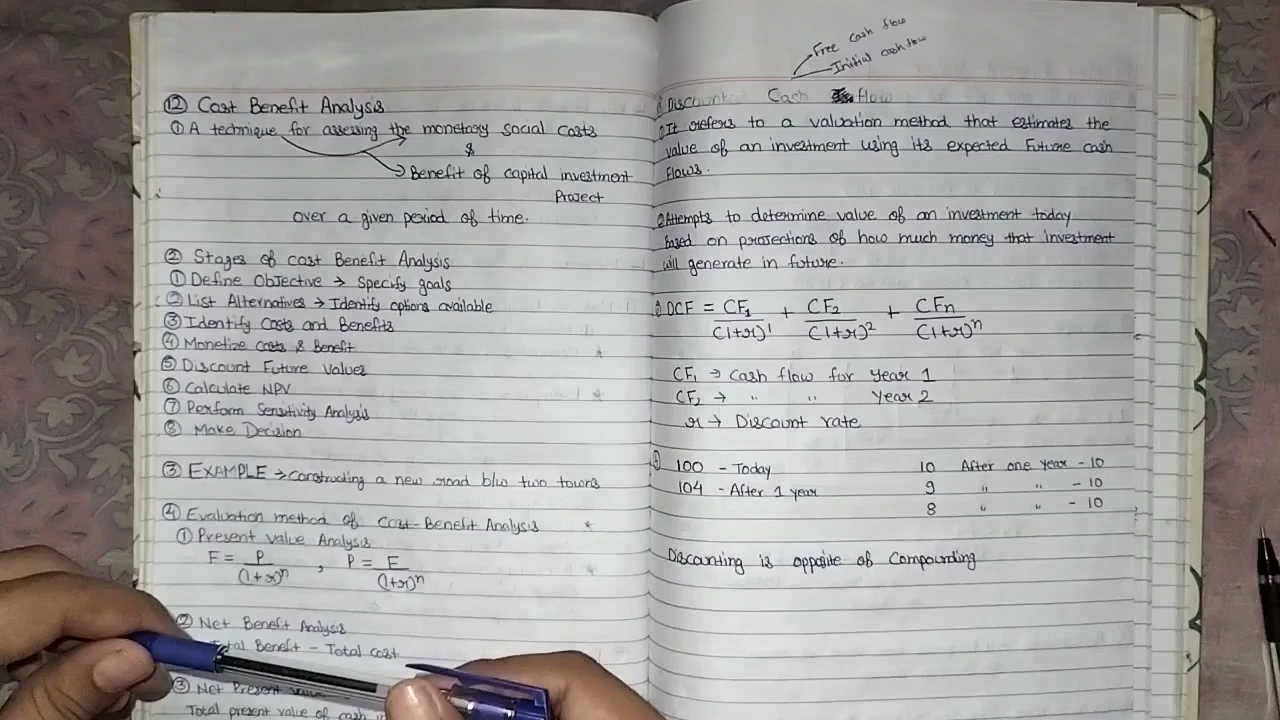 ⑫ Cost Benefit Analysis
① A technique for assessing the monetary social costs
&
Benefit of capital investment
Project
over a given period of time.
② Stages of cost Benefit Analysis
① Define Objective → Specify goals
② List Alternatives → Identify options available
③ Identify Costs and Benefits
④ Monetize costs & Benefit
⑤ Discount Future Values
⑥ Calculate NPV
⑦ Perform Sensitivity Analysis
⑧ Make Decision
③ EXAMPLE → Constructing a new road b/w two towns
④ Evaluation method of Cost-Benefit Analysis
① Present Value Analysis
F = P/(1+r)^n , P = F/(1+r)^n
② Net Benefit Analysis
Total Benefit - Total cost
③ Net Present
Total present value of cash
Free cash flow
Initial cash flow
Discount Cash flow
It refers to a valuation method that estimates the
value of an investment using its expected Future cash
Flows.
② Attempts to determine value of an investment today
based on projections of how much money that investment
will generate in future.
③ DCF = CF₁/(1+r)^1 + CF₂/(1+r)^2 + CFn/(1+r)^n
CF₁ → Cash flow for Year 1
CF₂ → " " Year 2
r → Discount rate
④ 100 - Today 10 After one year - 10
104 - After 1 year 9 " " - 10
8 " " - 10
Discounting is opposite of Compounding